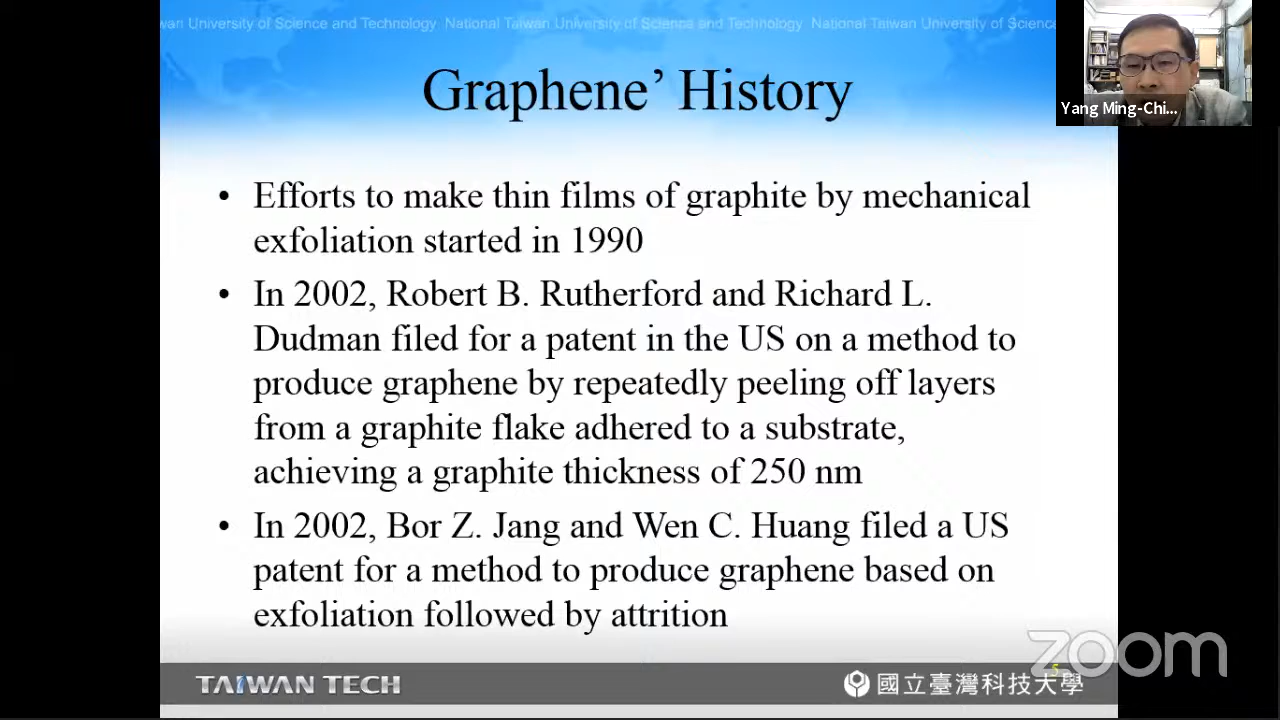 wan University of Science and Technology National Taiwan University of Science and Technology National Taiwan University of Science
Graphene’ History
Yang Ming-Chi...
• Efforts to make thin films of graphite by mechanical
exfoliation started in 1990
• In 2002, Robert B. Rutherford and Richard L.
Dudman filed for a patent in the US on a method to
produce graphene by repeatedly peeling off layers
from a graphite flake adhered to a substrate,
achieving a graphite thickness of 250 nm
• In 2002, Bor Z. Jang and Wen C. Huang filed a US
patent for a method to produce graphene based on
exfoliation followed by attrition
zoom
5
TAIWAN TECH
國立臺灣科技大學